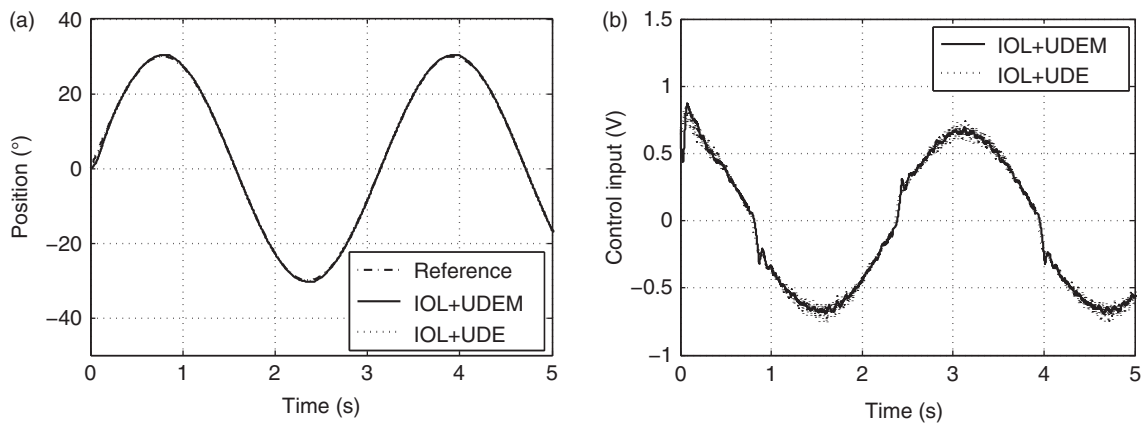 (a)
40
20
0
−20
−40
Position (°)
0 1 2 3 4 5
Time (s)
Reference
IOL+UDEM
IOL+UDE
(b)
1.5
1
0.5
0
−0.5
−1
Control input (V)
0 1 2 3 4 5
Time (s)
IOL+UDEM
IOL+UDE